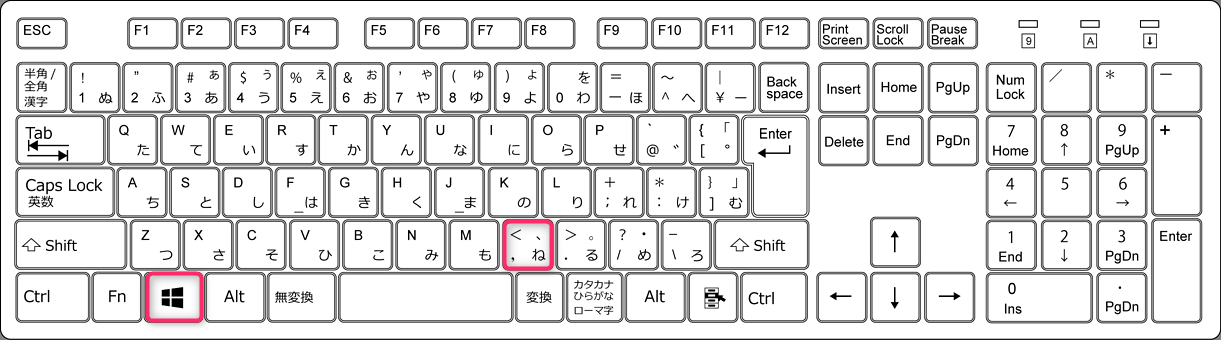 ESC F1 F2 F3 F4 F5 F6 F7 F8 F9 F10 F11 F12 Print Screen Scroll Lock Pause Break 9 A ⬇
半角/ 全角 漢字 ! 1 ぬ " 2 ふ # ぁ 3 あ $ ぅ 4 う % ぇ 5 え & ぉ 6 お ' ゃ 7 や ( ゅ 8 ゆ ) ょ 9 よ を 0 わ = - ほ ~ ^ へ | ¥ ー Back space Insert Home PgUp Num Lock / * -
Tab Q た W て E い R す T か Y ん U な I に O ら P せ ` @ ゛ { 「 [ ゜ Enter Delete End PgDn 7 Home 8 ↑ 9 PgUp +
Caps Lock 英数 A ち S と D し F _は G き H く J _ま K の L り + ; れ * : け } 」 ] む 4 ← 5 6 →
Shift Z つ X さ C そ V ひ B こ N み M も < 、 , ね > 。 . る ? ・ / め _ \ ろ Shift ↑ 1 End 2 ↓ 3 PgDn Enter
Ctrl Fn Alt 無変換 変換 カタカナ ひらがな ローマ字 Alt Ctrl ← ↓ → 0 Ins . PgDn